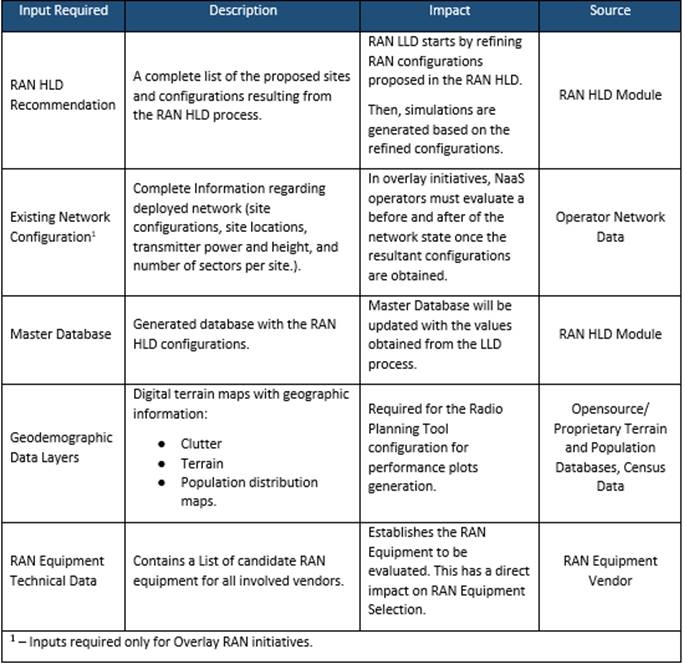 Input Required
Description
Impact
Source
RAN HLD
Recommendation
A complete list of the proposed sites
and configurations resulting from
the RAN HLD process.
RAN LLD starts by refining
RAN configurations
proposed in the RAN HLD.
Then, simulations are
generated based on the
refined configurations.
RAN HLD Module
Existing Network
Configuration¹
Complete Information regarding
deployed network (site
configurations, site locations,
transmitter power and height, and
number of sectors per site.).
In overlay initiatives, NaaS
operators must evaluate a
before and after of the
network state once the
resultant configurations
are obtained.
Operator Network
Data
Master Database
Generated database with the RAN
HLD configurations.
Master Database will be
updated with the values
obtained from the LLD
process.
RAN HLD Module
Geodemographic
Data Layers
Digital terrain maps with geographic
information:
● Clutter
● Terrain
● Population distribution
maps.
Required for the Radio
Planning Tool
configuration for
performance plots
generation.
Opensource/
Proprietary Terrain
and Population
Databases, Census
Data
RAN Equipment
Technical Data
Contains a List of candidate RAN
equipment for all involved vendors.
Establishes the RAN
Equipment to be
evaluated. This has a direct
impact on RAN Equipment
Selection.
RAN Equipment
Vendor
¹ – Inputs required only for Overlay RAN initiatives.